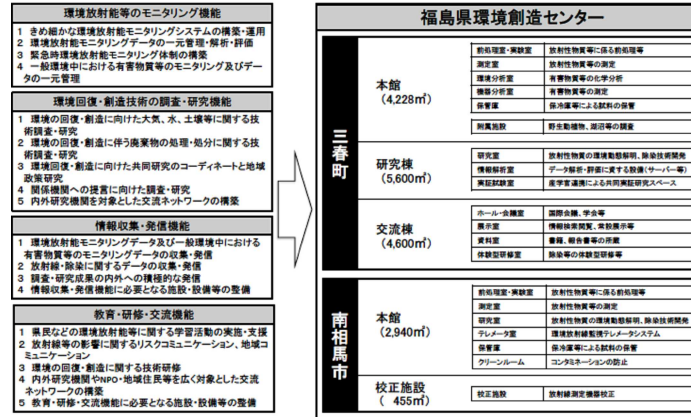 環境放射能等のモニタリング機能
1 きめ細かな環境放射能モニタリングシステムの構築・運用
2 環境放射能モニタリングデータの一元管理・解析・評価
3 緊急時環境放射能モニタリング体制の構築
4 一般環境中における有害物質等のモニタリング及びデータの一元管理
環境回復・創造技術の調査・研究機能
1 環境の回復・創造に向けた大気、水、土壌等に関する技術調査・研究
2 環境の回復・創造に伴う廃棄物の処理・処分に関する技術調査・研究
3 環境回復・創造に向けた共同研究のコーディネートと地域政策研究
4 関係機関への提言に向けた調査・研究
5 内外研究機関を対象とした交流ネットワークの構築
情報収集・発信機能
1 環境放射能モニタリングデータ及び一般環境中における有害物質等のモニタリングデータの収集・発信
2 放射線・除染に関するデータの収集・発信
3 調査・研究成果の内外への積極的な発信
4 情報収集・発信機能に必要となる施設・設備等の整備
教育・研修・交流機能
1 県民などの環境放射能等に関する学習活動の実施・支援
2 放射線等の影響に関するリスクコミュニケーション、地域コミュニケーション
3 環境の回復・創造に関する技術研修
4 内外研究機関やNPO・地域住民等を広く対象とした交流ネットワークの構築
5 教育・研修・交流機能に必要となる施設・設備等の整備
福島県環境創造センター
三春町
本館
(4,228㎡)
前処理室・実験室 放射性物質等に係る前処理等
測定室 放射性物質等の測定
環境分析室 有害物質等の化学分析
機器分析室 有害物質等の測定
保管庫 保冷庫等による試料の保管
附属施設 野生動植物、湖沼等の調査
研究棟
(5,600㎡)
研究室 放射性物質の環境動態解明、除染技術開発
情報解析室 データ解析・評価に資する設備(サーバー等)
実証試験室 産学官連携による共同実証研究スペース
交流棟
(4,600㎡)
ホール・会議室 国際会議、学会等
展示室 情報検索閲覧、常設展示等
資料室 書籍、報告書等の所蔵
体験型研修室 除染等の体験型研修等
南相馬市
本館
(2,940㎡)
前処理室・実験室 放射性物質等に係る前処理等
測定室 放射性物質等の測定
研究室 放射性物質の環境動態解明、除染技術開発
テレメータ室 環境放射線監視テレメータシステム
保管庫 保冷庫等による試料の保管
クリーンルーム コンタミネーションの防止
校正施設
( 455㎡)
校正施設 放射線測定機器校正